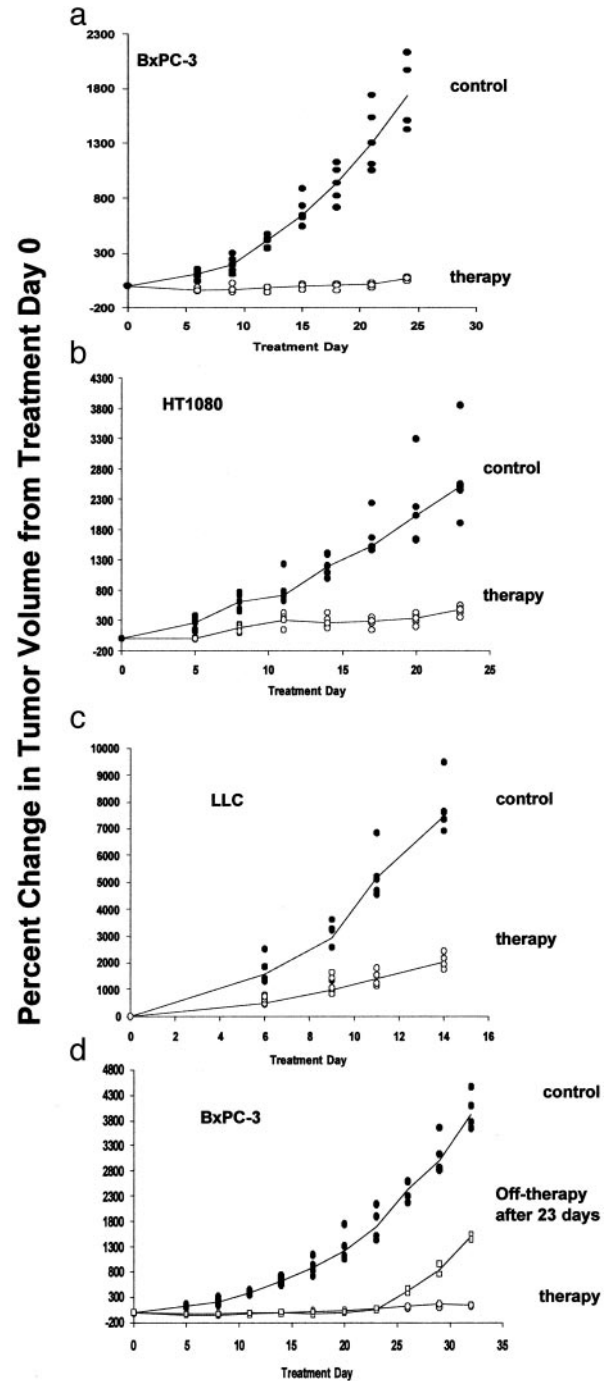 Percent Change in Tumor Volume from Treatment Day 0
a
BxPC-3
2300
1800
1300
800
300
-200
control
therapy
0 5 10 15 20 25 30
Treatment Day
b
HT1080
4300
3800
3300
2800
2300
1800
1300
800
300
-200
control
therapy
0 5 10 15 20 25
Treatment Day
c
LLC
10000
9000
8000
7000
6000
5000
4000
3000
2000
1000
0
control
therapy
0 2 4 6 8 10 12 14 16
Treatment Day
d
BxPC-3
4800
4300
3800
3300
2800
2300
1800
1300
800
300
-200
control
Off-therapy
after 23 days
therapy
0 5 10 15 20 25 30 35
Treatment Day